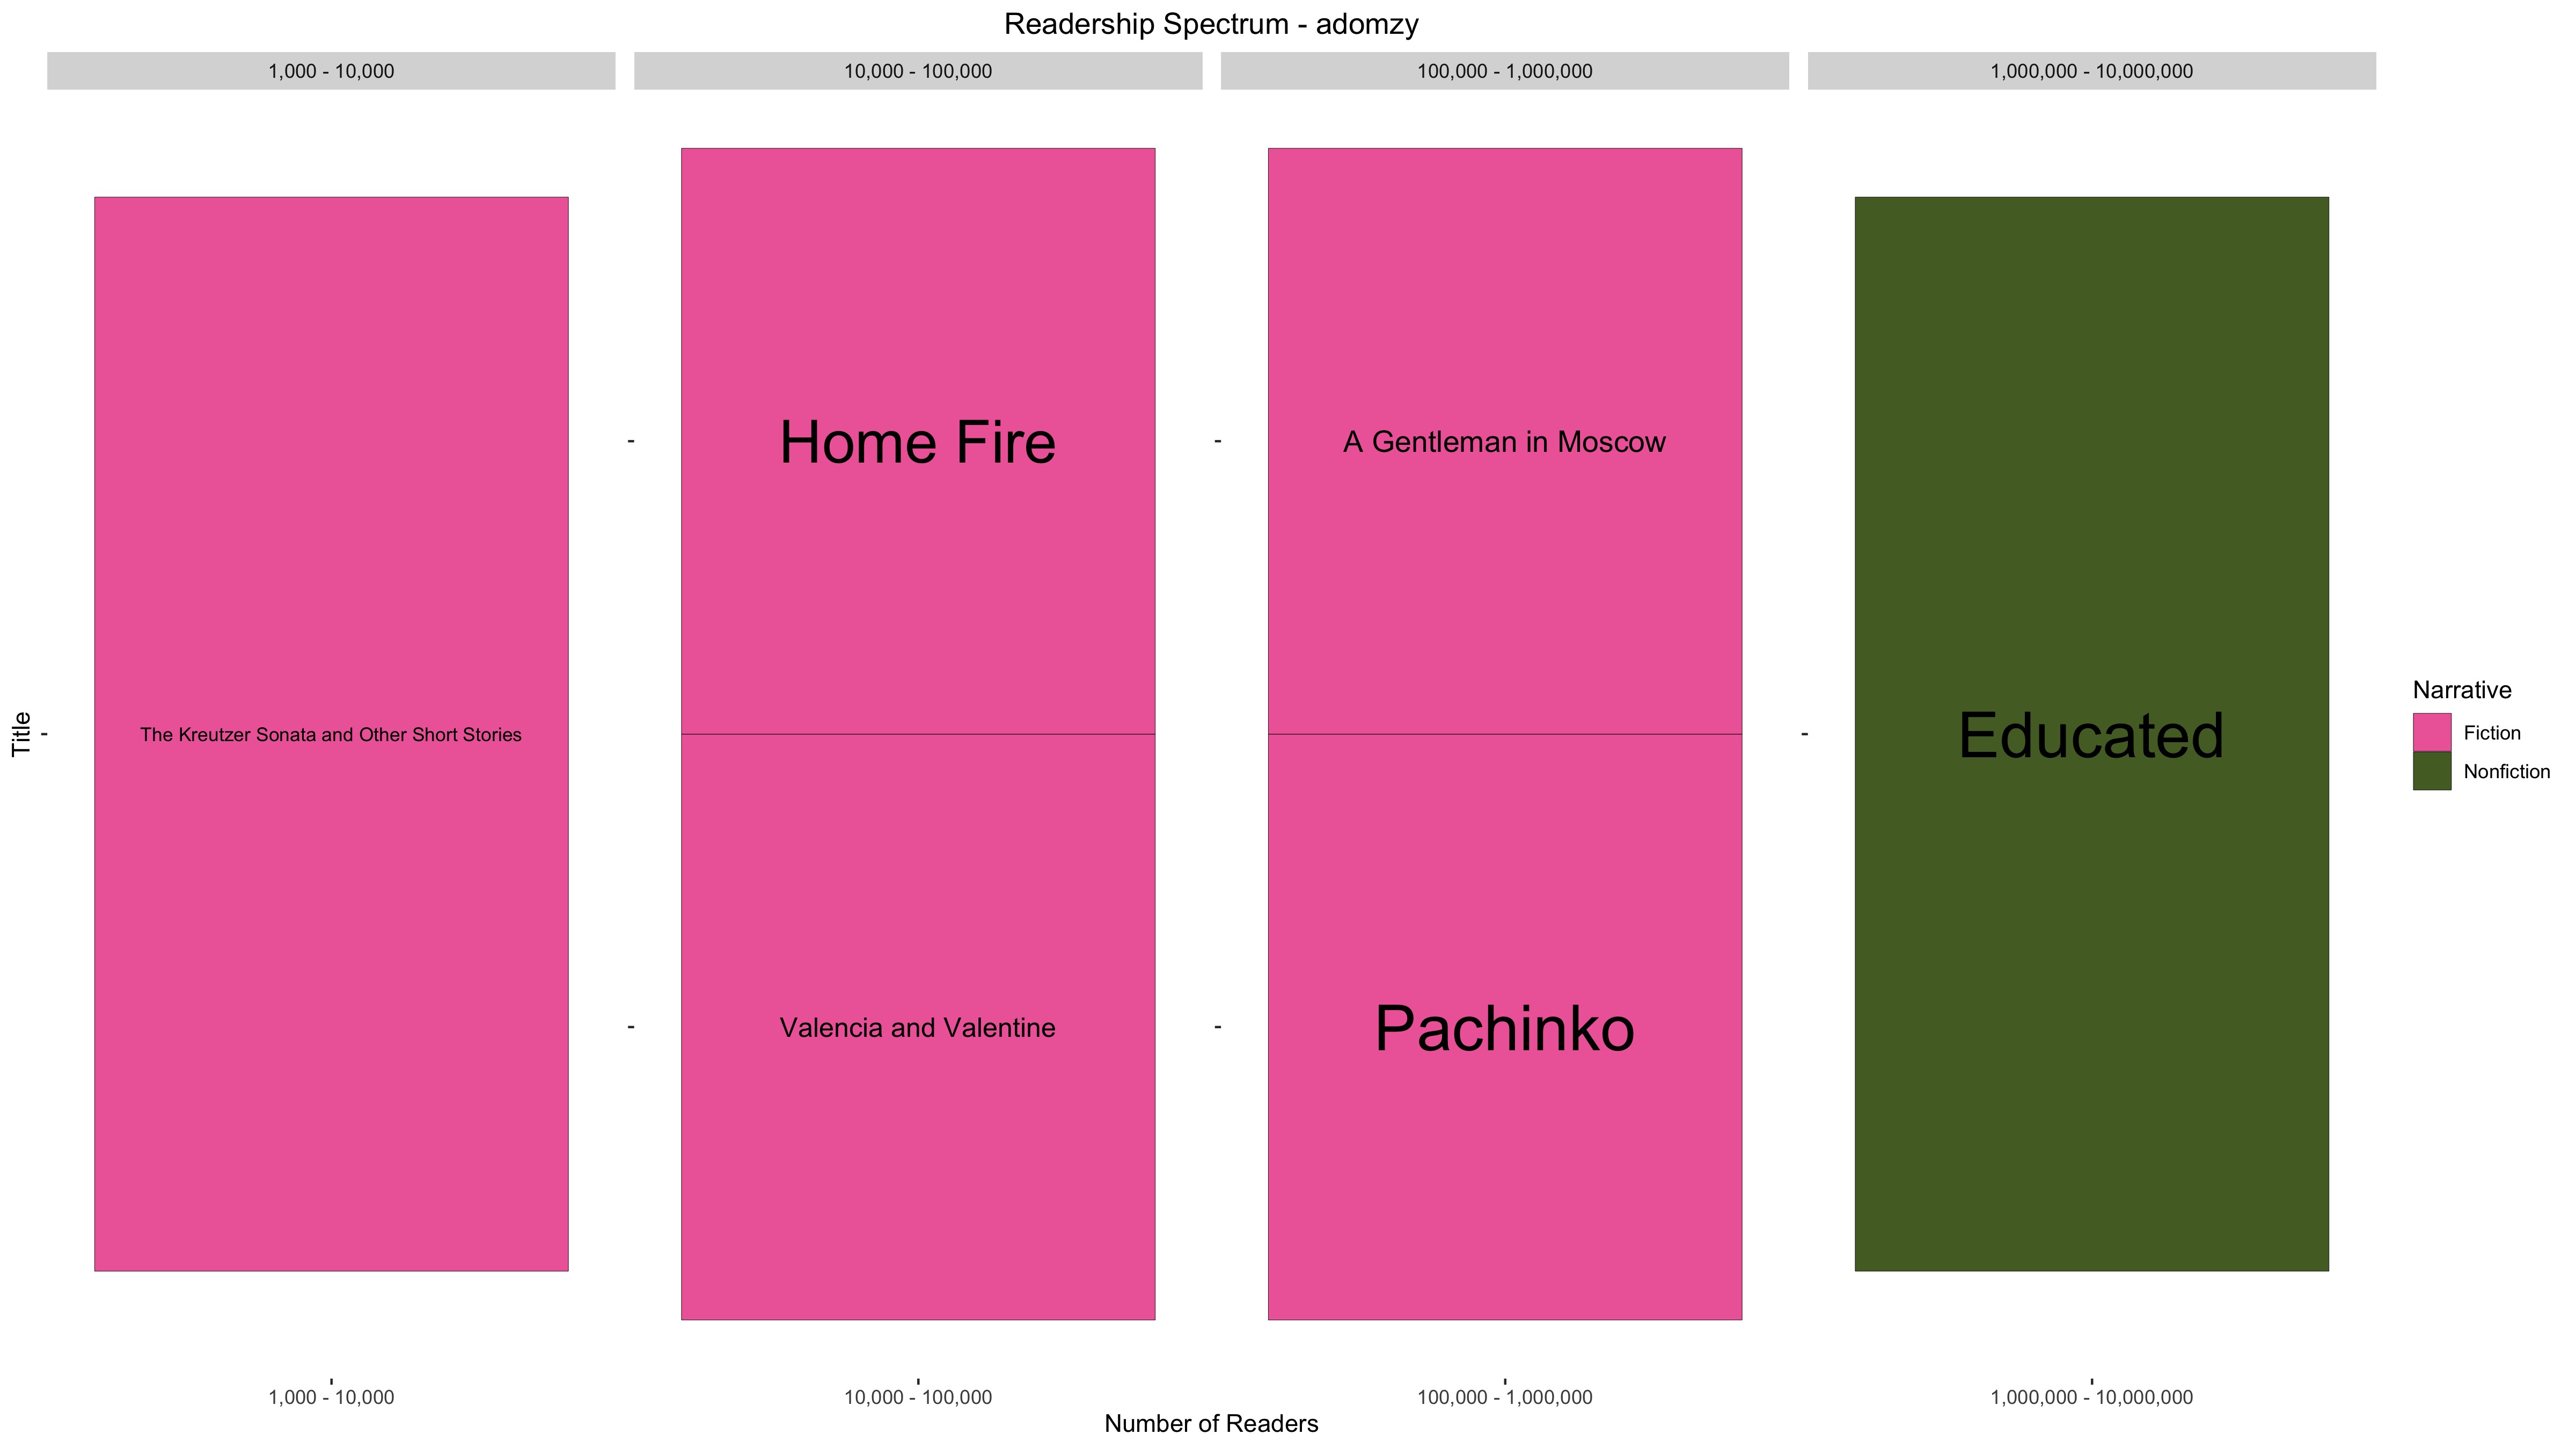 Readership Spectrum - adomzy
1,000 - 10,000
10,000 - 100,000
100,000 - 1,000,000
1,000,000 - 10,000,000
Title
The Kreutzer Sonata and Other Short Stories
Home Fire
Valencia and Valentine
A Gentleman in Moscow
Pachinko
Educated
Narrative
Fiction
Nonfiction
1,000 - 10,000
10,000 - 100,000
100,000 - 1,000,000
1,000,000 - 10,000,000
Number of Readers